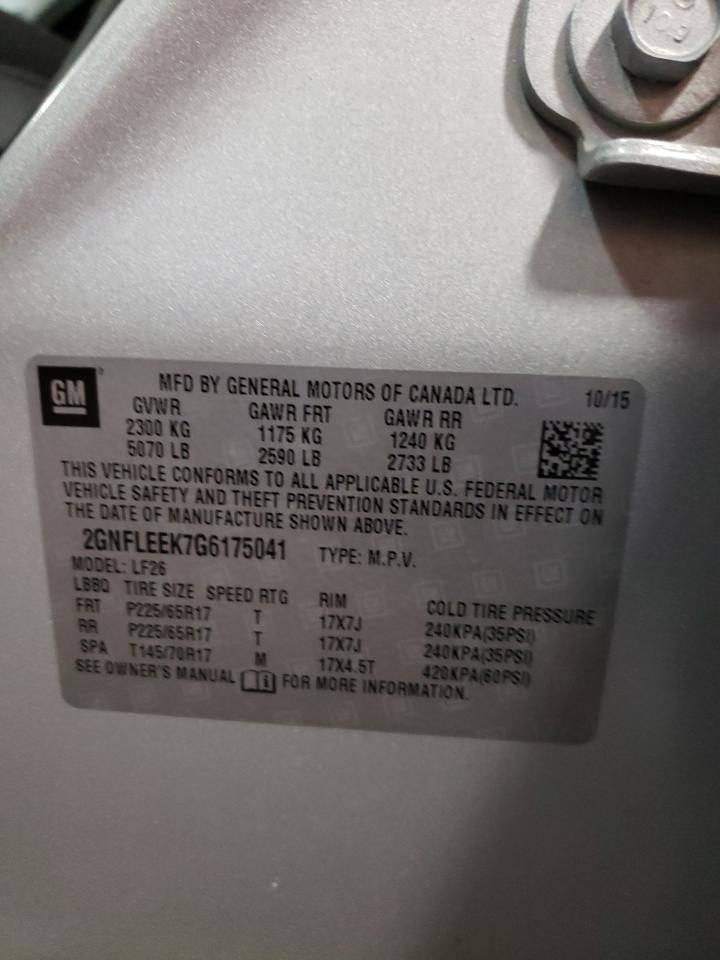 10.9
GM
MFD BY GENERAL MOTORS OF CANADA LTD. 10/15
GVWR GAWR FRT GAWR RR
2300 KG 1175 KG 1240 KG
5070 LB 2590 LB 2733 LB
THIS VEHICLE CONFORMS TO ALL APPLICABLE U.S. FEDERAL MOTOR
VEHICLE SAFETY AND THEFT PREVENTION STANDARDS IN EFFECT ON
THE DATE OF MANUFACTURE SHOWN ABOVE.
2GNFLEEK7G6175041 TYPE: M.P.V.
MODEL: LF26
LBBQ TIRE SIZE SPEED RTG RIM COLD TIRE PRESSURE
FRT P225/65R17 T 17X7J 240KPA(35PSI)
RR P225/65R17 T 17X7J 240KPA(35PSI)
SPA T145/70R17 M 17X4.5T 420KPA(60PSI)
SEE OWNER'S MANUAL FOR MORE INFORMATION.